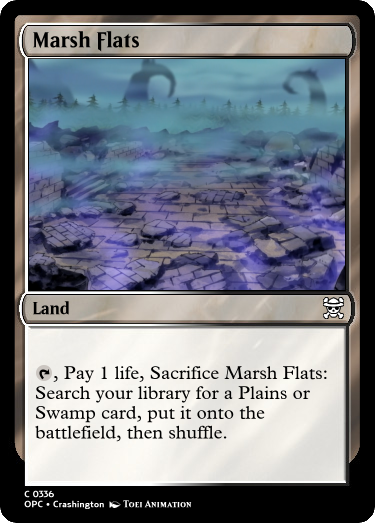 Marsh Flats
Land
, Pay 1 life, Sacrifice Marsh Flats:
Search your library for a Plains or
Swamp card, put it onto the
battlefield, then shuffle.
C 0336
OPC • Crashington TOEI ANIMATION